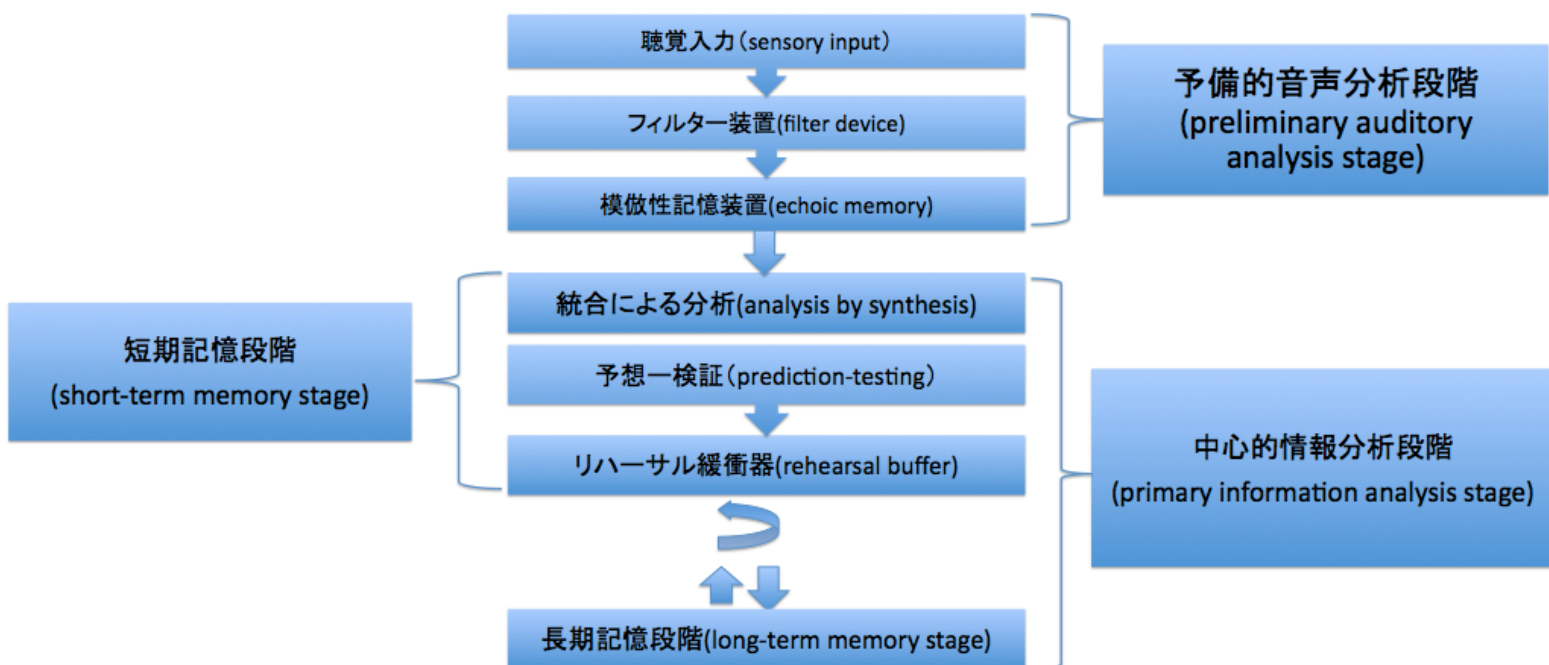 聴覚入力（sensory input）
フィルター装置(filter device)
模倣性記憶装置(echoic memory)
予備的音声分析段階
(preliminary auditory
analysis stage)
統合による分析(analysis by synthesis)
予想ー検証（prediction-testing）
リハーサル緩衝器(rehearsal buffer)
短期記憶段階
(short-term memory stage)
中心的情報分析段階
(primary information analysis stage)
長期記憶段階(long-term memory stage)